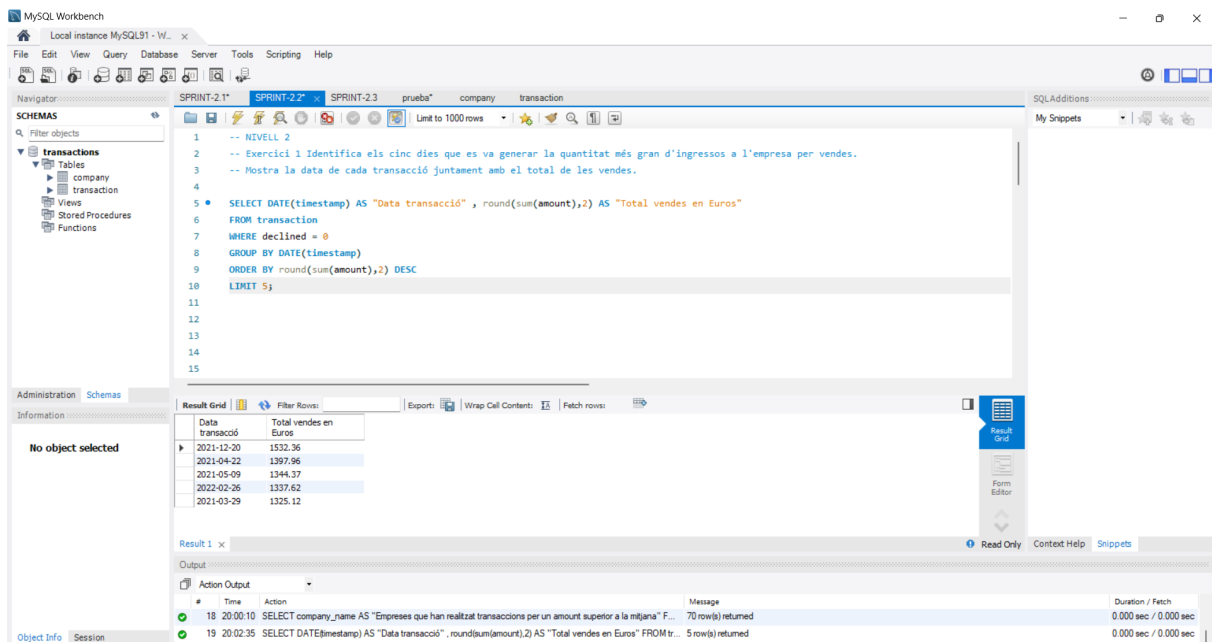 MySQL Workbench
Local instance MySQL91 - W... ×
File Edit View Query Database Server Tools Scripting Help
Navigator
SCHEMAS
Filter objects
transactions
Tables
company
transaction
Views
Stored Procedures
Functions
Administration Schemas
Information
No object selected
Object Info Session
SPRINT-2.1* SPRINT-2.2* × SPRINT-2.3 prueba* company transaction
Limit to 1000 rows
1 -- NIVELL 2
2 -- Exercici 1 Identifica els cinc dies que es va generar la quantitat més gran d'ingressos a l'empresa per vendes.
3 -- Mostra la data de cada transacció juntament amb el total de les vendes.
4
5 SELECT DATE(timestamp) AS "Data transacció" , round(sum(amount),2) AS "Total vendes en Euros"
6 FROM transaction
7 WHERE declined = 0
8 GROUP BY DATE(timestamp)
9 ORDER BY round(sum(amount),2) DESC
10 LIMIT 5;
11
12
13
14
15
Result Grid Filter Rows: Export: Wrap Cell Content: Fetch rows:
Data transacció Total vendes en Euros
2021-12-20 1532.36
2021-04-22 1397.96
2021-05-09 1344.37
2022-02-26 1337.62
2021-03-29 1325.12
Result Grid
Form Editor
Result 1 × Read Only
SQLAdditions
My Snippets
Context Help Snippets
Output
Action Output
# Time Action Message Duration / Fetch
18 20:00:10 SELECT company_name AS "Empreses que han realitzat transaccions per un amount superior a la mitjana" F... 70 row(s) returned 0.000 sec / 0.000 sec
19 20:02:35 SELECT DATE(timestamp) AS "Data transacció" , round(sum(amount),2) AS "Total vendes en Euros" FROM tr... 5 row(s) returned 0.000 sec / 0.000 sec